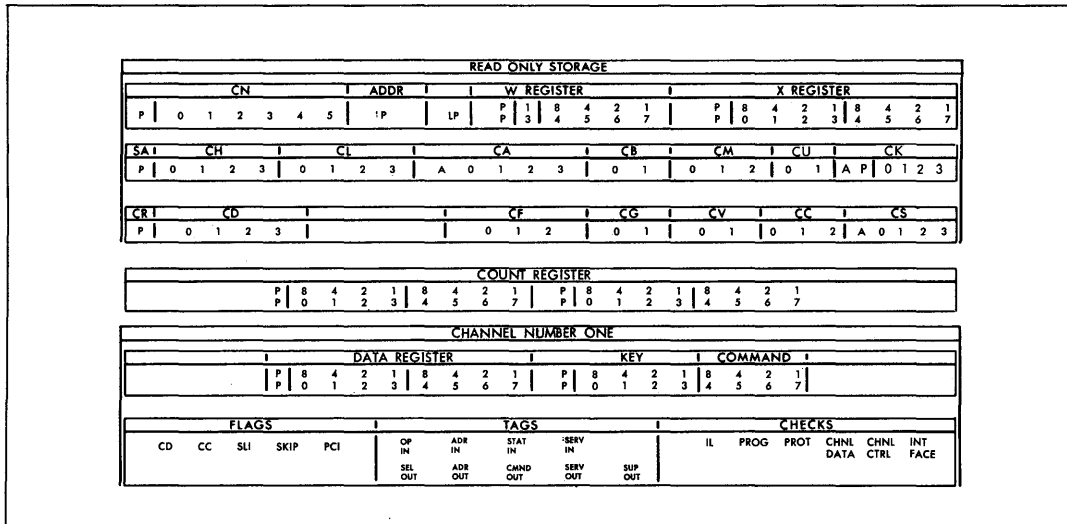 READ ONLY STORAGE
CN ADDR W REGISTER X REGISTER
P 1 8 4 2 1 P 8 4 2 1 8 4 2 1
P 0 1 2 3 4 5 :P LP P 3 4 5 6 7 P 0 1 2 3 4 5 6 7
SA CH CL CA CB CM CU CK
P 0 1 2 3 0 1 2 3 A 0 1 2 3 0 1 0 1 2 0 1 A P 0 1 2 3
CR CD CF CG CV CC CS
P 0 1 2 3 0 1 2 0 1 0 1 0 1 2 A 0 1 2 3
COUNT REGISTER
P 8 4 2 1 8 4 2 1 P 8 4 2 1 8 4 2 1
P 0 1 2 3 4 5 6 7 P 0 1 2 3 4 5 6 7
CHANNEL NUMBER ONE
DATA REGISTER KEY COMMAND
P 8 4 2 1 8 4 2 1 P 8 4 2 1 8 4 2 1
P 0 1 2 3 4 5 6 7 P 0 1 2 3 4 5 6 7
FLAGS TAGS CHECKS
CD CC SLI SKIP PCI
OP IN ADR IN STAT IN SERV IN
SEL OUT ADR OUT CMND OUT SERV OUT SUP OUT
IL PROG PROT CHNL DATA CHNL CTRL INT FACE